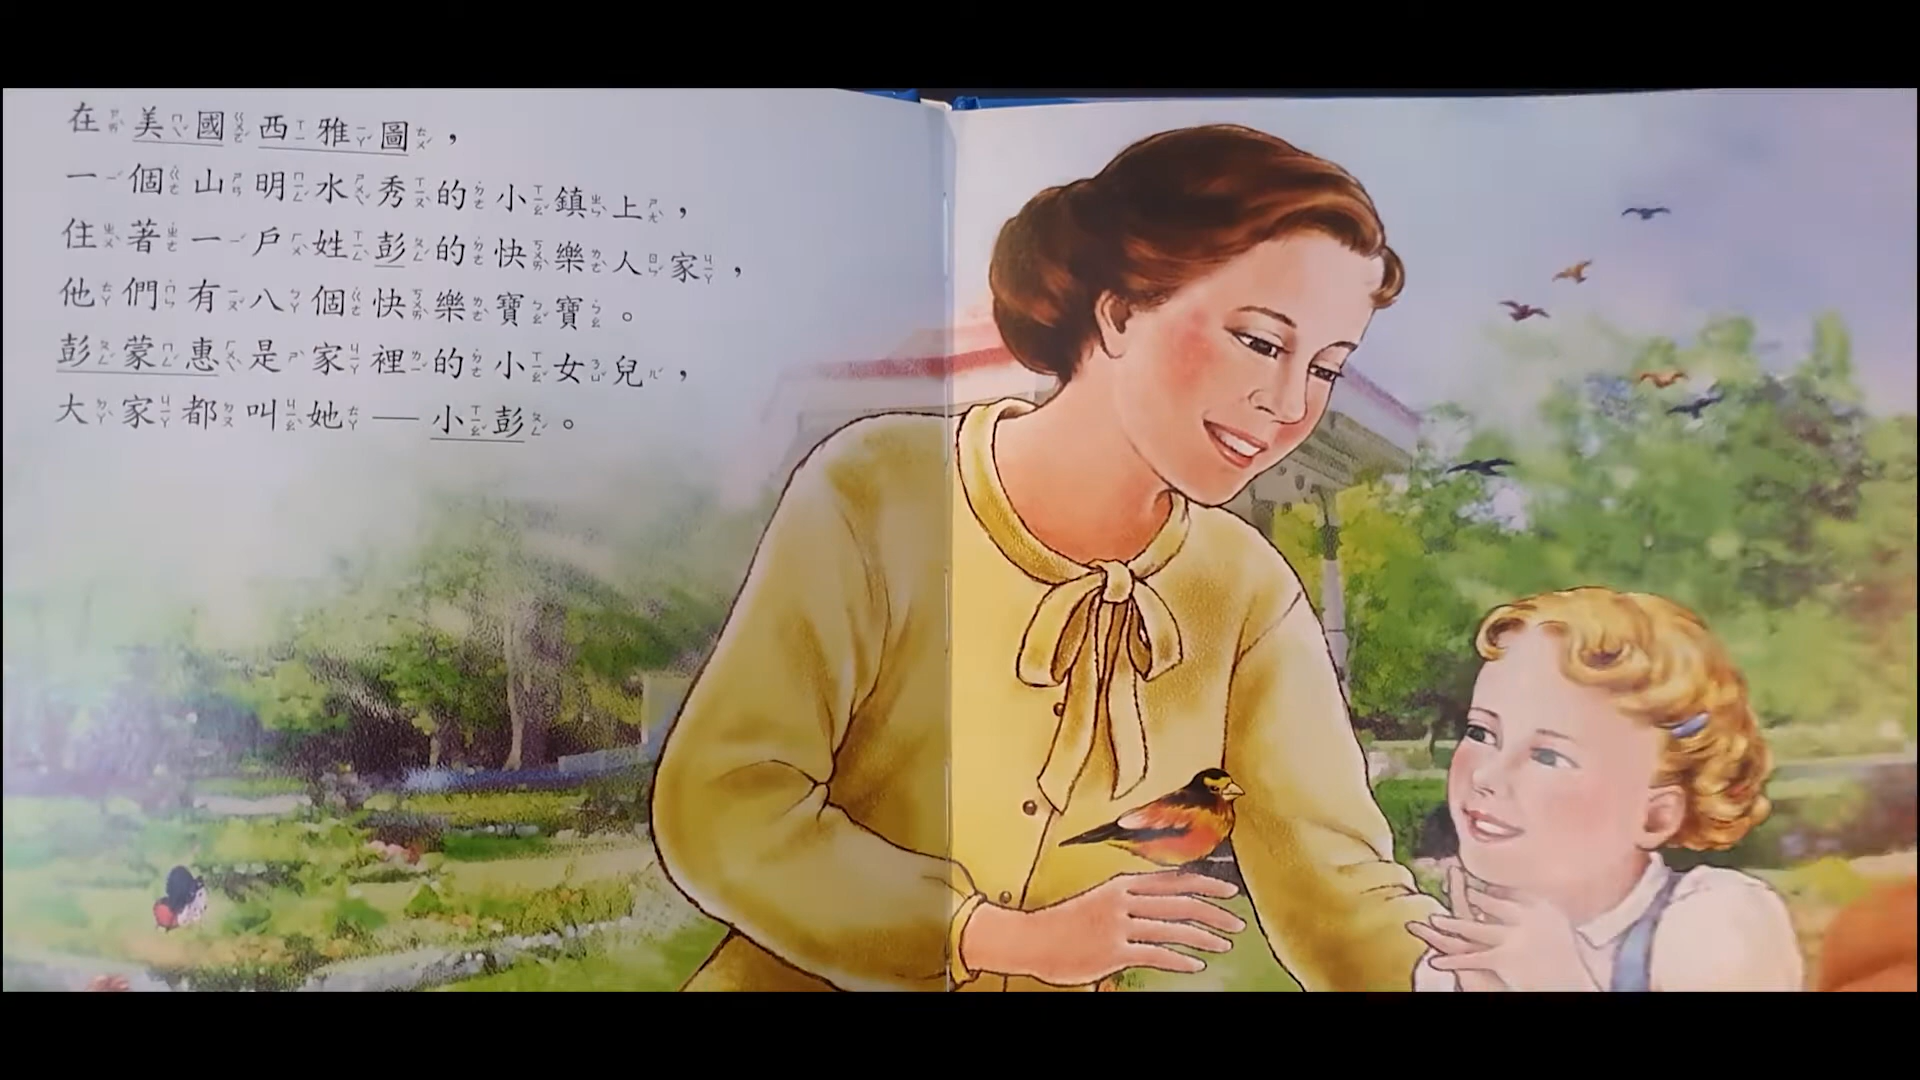 在美國西雅圖，
一個山明水秀的小鎮上，
住著一戶姓彭的快樂人家，
他們有八個快樂寶寶。
彭蒙惠是家裡的小女兒，
大家都叫她——小彭。